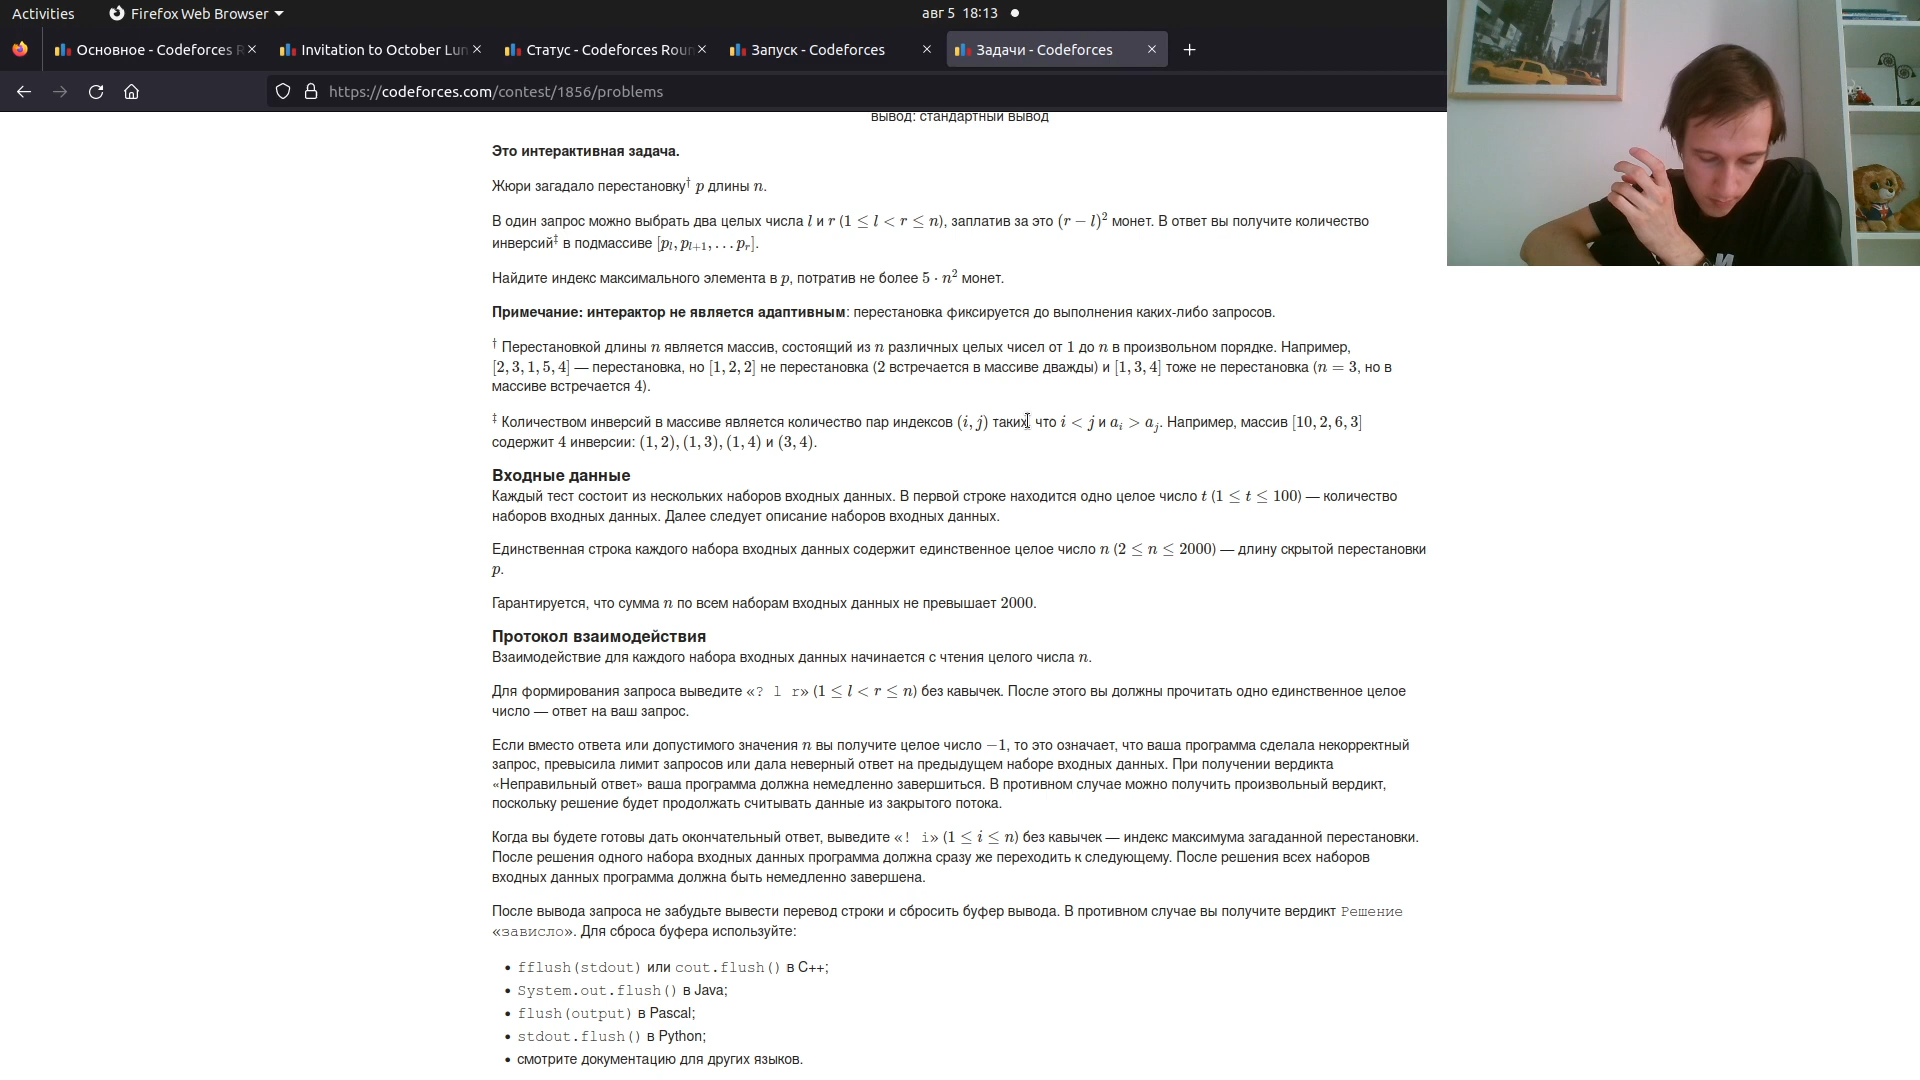 Activities Firefox Web Browser авг 5 18:13
Основное - Codeforces R Invitation to October Lun Статус - Codeforces Roun Запуск - Codeforces Задачи - Codeforces
https://codeforces.com/contest/1856/problems
вывод: стандартный вывод
Это интерактивная задача.
Жюри загадало перестановку† p длины n.
В один запрос можно выбрать два целых числа l и r (1 ≤ l < r ≤ n), заплатив за это (r − l)² монет. В ответ вы получите количество
инверсий‡ в подмассиве [pₗ, pₗ₊₁, … pᵣ].
Найдите индекс максимального элемента в p, потратив не более 5 · n² монет.
Примечание: интерактор не является адаптивным: перестановка фиксируется до выполнения каких-либо запросов.
† Перестановкой длины n является массив, состоящий из n различных целых чисел от 1 до n в произвольном порядке. Например,
[2, 3, 1, 5, 4] — перестановка, но [1, 2, 2] не перестановка (2 встречается в массиве дважды) и [1, 3, 4] тоже не перестановка (n = 3, но в
массиве встречается 4).
‡ Количеством инверсий в массиве является количество пар индексов (i, j) таких что i < j и aᵢ > aⱼ. Например, массив [10, 2, 6, 3]
содержит 4 инверсии: (1, 2), (1, 3), (1, 4) и (3, 4).
Входные данные
Каждый тест состоит из нескольких наборов входных данных. В первой строке находится одно целое число t (1 ≤ t ≤ 100) — количество
наборов входных данных. Далее следует описание наборов входных данных.
Единственная строка каждого набора входных данных содержит единственное целое число n (2 ≤ n ≤ 2000) — длину скрытой перестановки
p.
Гарантируется, что сумма n по всем наборам входных данных не превышает 2000.
Протокол взаимодействия
Взаимодействие для каждого набора входных данных начинается с чтения целого числа n.
Для формирования запроса выведите «? l r» (1 ≤ l < r ≤ n) без кавычек. После этого вы должны прочитать одно единственное целое
число — ответ на ваш запрос.
Если вместо ответа или допустимого значения n вы получите целое число −1, то это означает, что ваша программа сделала некорректный
запрос, превысила лимит запросов или дала неверный ответ на предыдущем наборе входных данных. При получении вердикта
«Неправильный ответ» ваша программа должна немедленно завершиться. В противном случае можно получить произвольный вердикт,
поскольку решение будет продолжать считывать данные из закрытого потока.
Когда вы будете готовы дать окончательный ответ, выведите «! i» (1 ≤ i ≤ n) без кавычек — индекс максимума загаданной перестановки.
После решения одного набора входных данных программа должна сразу же переходить к следующему. После решения всех наборов
входных данных программа должна быть немедленно завершена.
После вывода запроса не забудьте вывести перевод строки и сбросить буфер вывода. В противном случае вы получите вердикт Решение
«зависло». Для сброса буфера используйте:
• fflush(stdout) или cout.flush() в C++;
• System.out.flush() в Java;
• flush(output) в Pascal;
• stdout.flush() в Python;
• смотрите документацию для других языков.